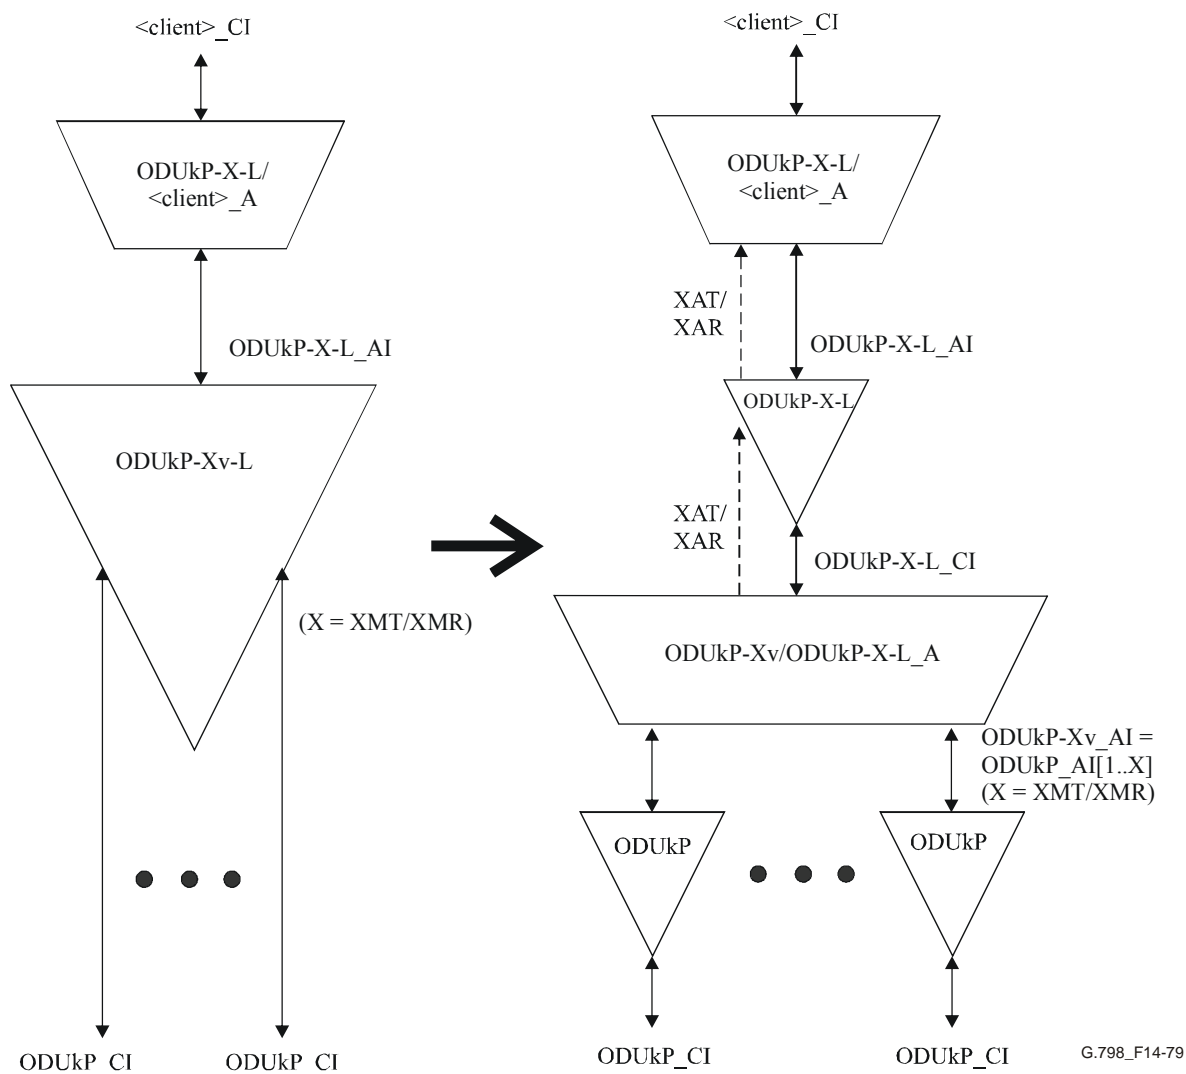 <client>_CI
ODUkP-X-L/
<client>_A
ODUkP-X-L_AI
ODUkP-Xv-L
(X = XMT/XMR)
ODUkP_CI
ODUkP_CI
<client>_CI
ODUkP-X-L/
<client>_A
XAT/
XAR
ODUkP-X-L_AI
ODUkP-X-L
XAT/
XAR
ODUkP-X-L_CI
ODUkP-Xv/ODUkP-X-L_A
ODUkP-Xv_AI =
ODUkP_AI[1..X]
(X = XMT/XMR)
ODUkP
ODUkP
ODUkP_CI
ODUkP_CI
G.798_F14-79